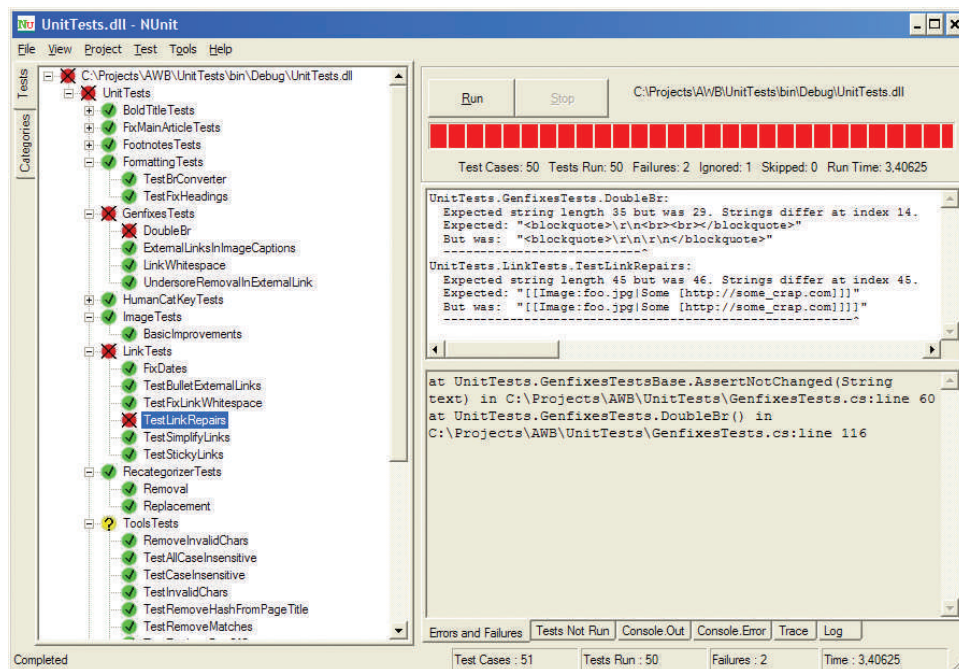 UnitTests.dll - NUnit
File View Project Test Tools Help
Tests
Categories
C:\Projects\AWB\UnitTests\bin\Debug\UnitTests.dll
UnitTests
BoldTitleTests
FixMainArticleTests
FootnotesTests
FormattingTests
TestBrConverter
TestFixHeadings
GenfixesTests
DoubleBr
ExternalLinksInImageCaptions
LinkWhitespace
UndersoreRemovalInExternalLink
HumanCatKeyTests
ImageTests
BasicImprovements
LinkTests
FixDates
TestBulletExternalLinks
TestFixLinkWhitespace
TestLinkRepairs
TestSimplifyLinks
TestStickyLinks
RecategorizerTests
Removal
Replacement
ToolsTests
RemoveInvalidChars
TestAllCaseInsensitive
TestCaseInsensitive
TestInvalidChars
TestRemoveHashFromPageTitle
TestRemoveMatches
Run Stop C:\Projects\AWB\UnitTests\bin\Debug\UnitTests.dll
Test Cases: 50 Tests Run: 50 Failures: 2 Ignored: 1 Skipped: 0 Run Time: 3,40625
UnitTests.GenfixesTests.DoubleBr:
Expected string length 35 but was 29. Strings differ at index 14.
Expected: "<blockquote>\r\n<br><br></blockquote>"
But was: "<blockquote>\r\n\r\n</blockquote>"
--------------------------^
UnitTests.LinkTests.TestLinkRepairs:
Expected string length 45 but was 46. Strings differ at index 45.
Expected: "[[Image:foo.jpg|Some [http://some_crap.com]]]"
But was: "[[Image:foo.jpg|Some [http://some_crap.com]]]]"
---------------------------------------------------------^
at UnitTests.GenfixesTestsBase.AssertNotChanged(String
text) in C:\Projects\AWB\UnitTests\GenfixesTests.cs:line 60
at UnitTests.GenfixesTests.DoubleBr() in
C:\Projects\AWB\UnitTests\GenfixesTests.cs:line 116
Errors and Failures Tests Not Run Console.Out Console.Error Trace Log
Completed Test Cases : 51 Tests Run : 50 Failures : 2 Time : 3,40625